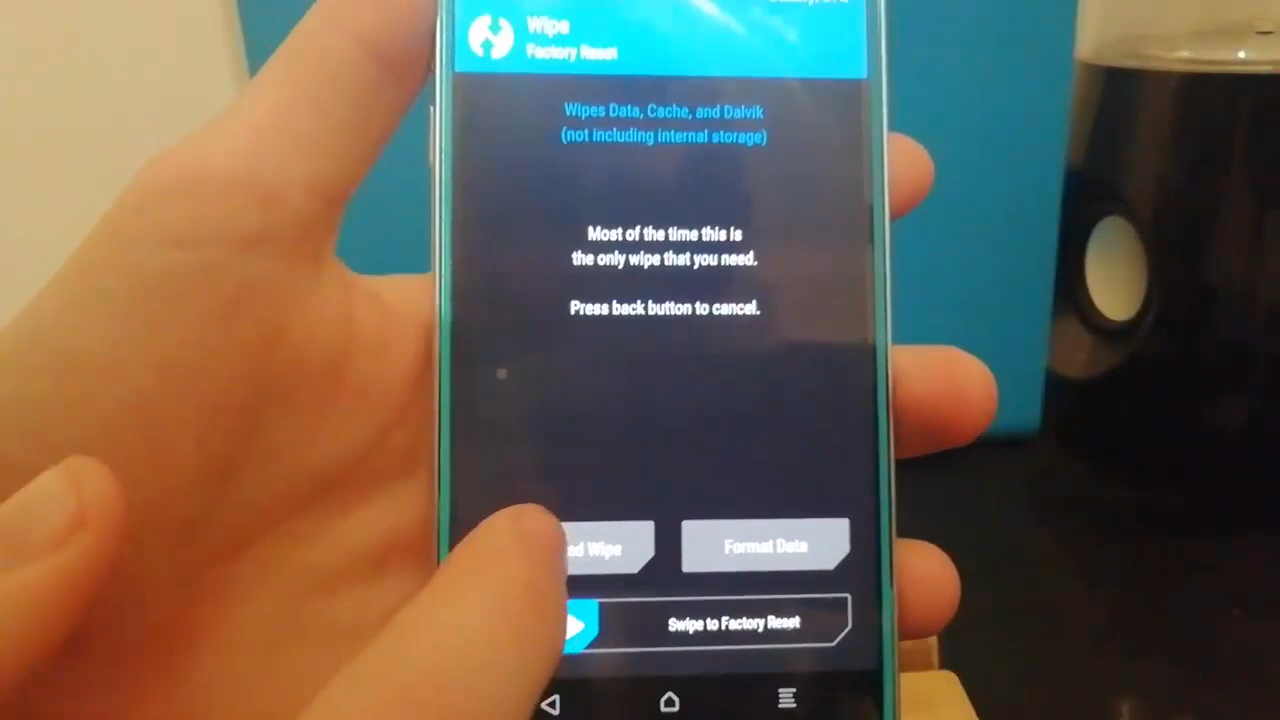 Wipe
Factory Reset
Wipes Data, Cache, and Dalvik
(not including internal storage)
Most of the time this is
the only wipe that you need.
Press back button to cancel.
Wipe
Format Data
Swipe to Factory Reset